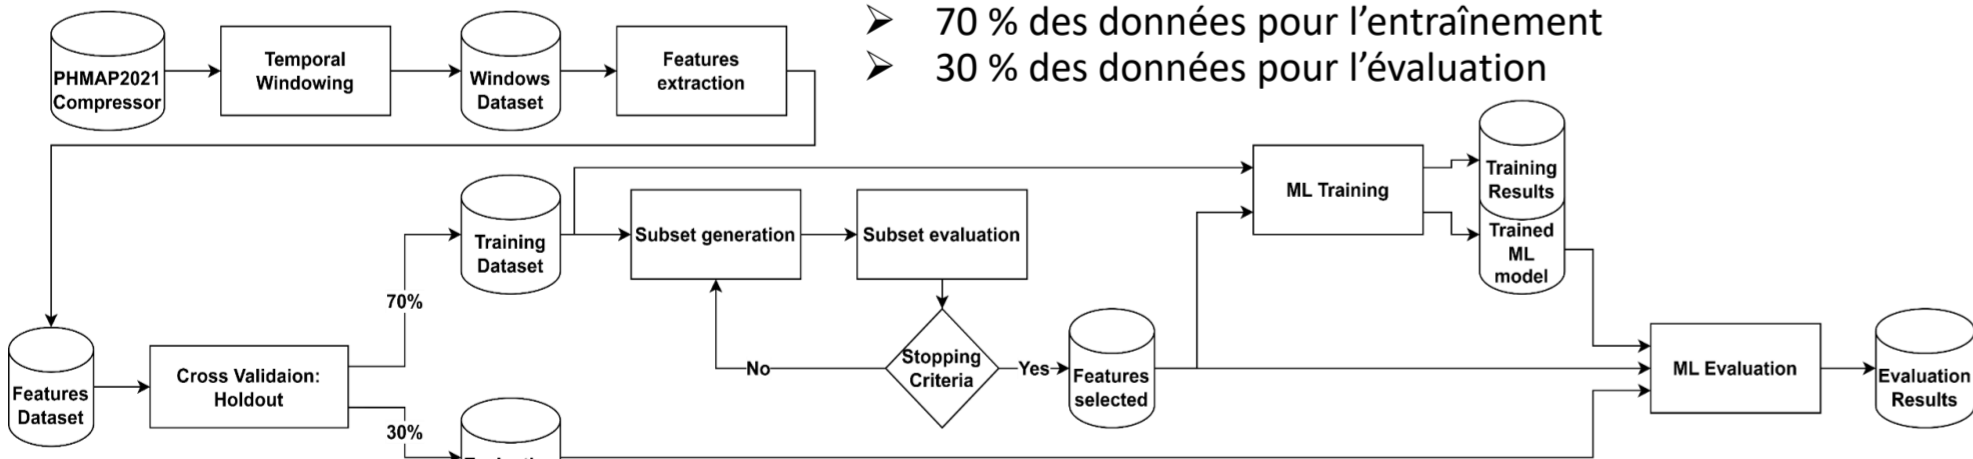 ➢ 70 % des données pour l’entraînement
➢ 30 % des données pour l’évaluation
PHMAP2021
Compressor
Temporal
Windowing
Windows
Dataset
Features
extraction
Training
Dataset
Subset generation
Subset evaluation
ML Training
Training
Results
Trained
ML
model
70%
Features
Dataset
Cross Validaion:
Holdout
No
Stopping
Criteria
Yes
Features
selected
ML Evaluation
Evaluation
Results
30%